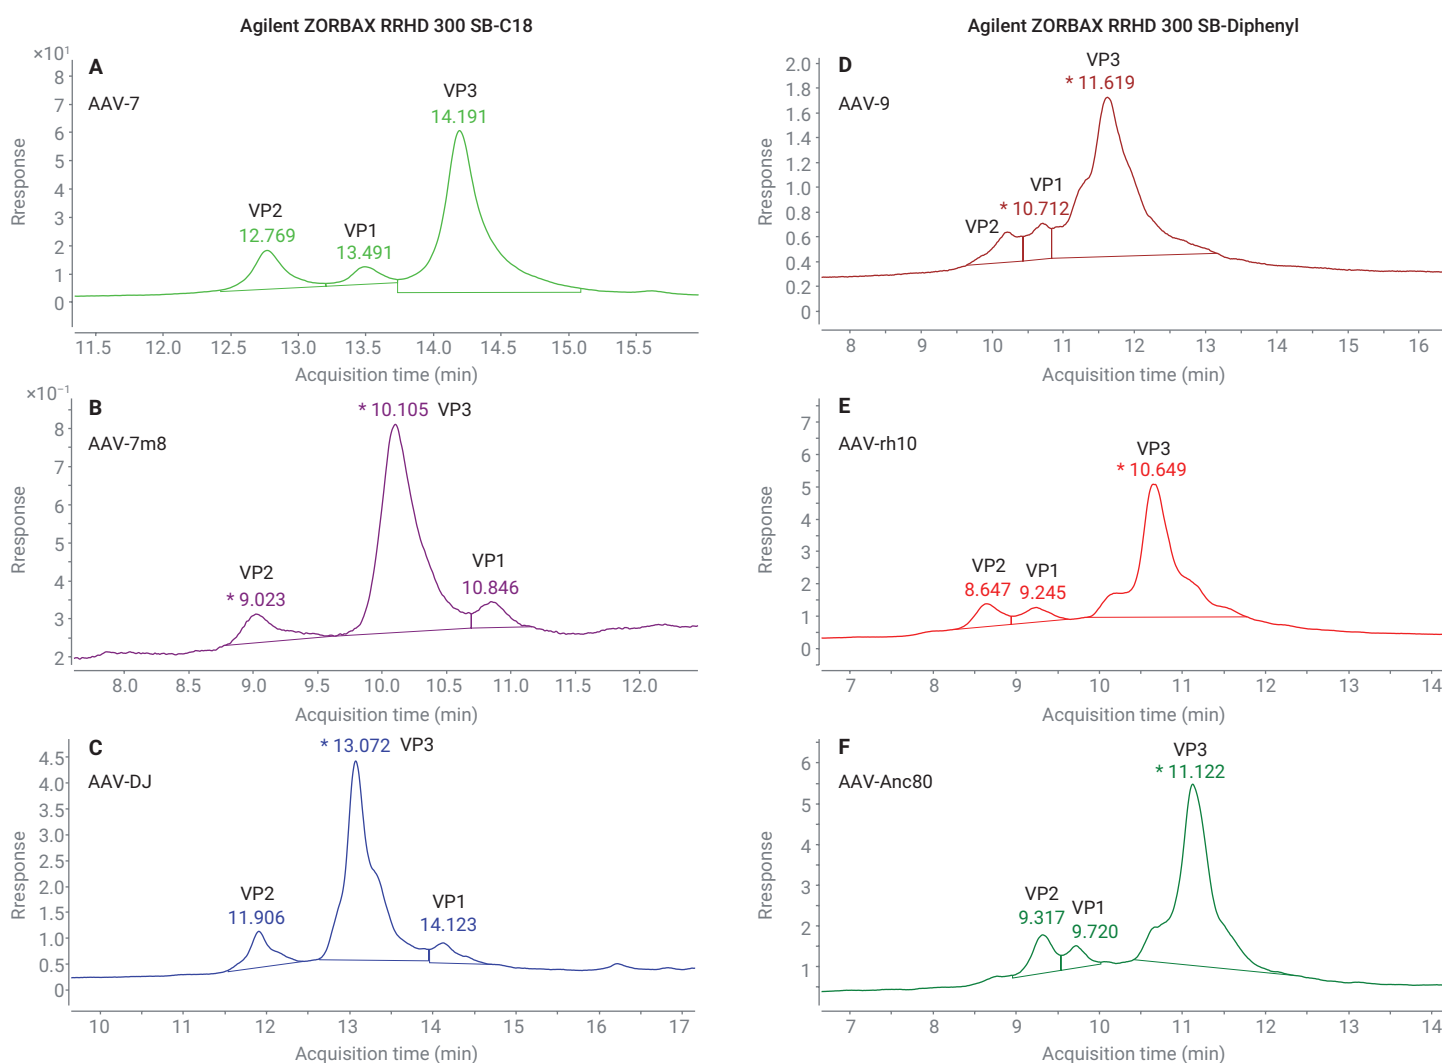 Agilent ZORBAX RRHD 300 SB-C18
×10¹
A
AAV-7
VP3
14.191
VP2
12.769
VP1
13.491
8
7
6
5
4
3
2
1
0
Rresponse
11.5 12.0 12.5 13.0 13.5 14.0 14.5 15.0 15.5
Acquisition time (min)
×10⁻¹
B
AAV-7m8
* 10.105 VP3
VP2
* 9.023
VP1
10.846
8
7
6
5
4
3
2
Rresponse
8.0 8.5 9.0 9.5 10.0 10.5 11.0 11.5 12.0
Acquisition time (min)
C
AAV-DJ
* 13.072 VP3
VP2
11.906
VP1
14.123
4.5
4.0
3.5
3.0
2.5
2.0
1.5
1.0
0.5
0
Rresponse
10 11 12 13 14 15 16 17
Acquisition time (min)
Agilent ZORBAX RRHD 300 SB-Diphenyl
D
AAV-9
VP3
* 11.619
VP1
* 10.712
VP2
2.0
1.8
1.6
1.4
1.2
1.0
0.8
0.6
0.4
0.2
0
Rresponse
8 9 10 11 12 13 14 15 16
Acquisition time (min)
E
AAV-rh10
VP3
* 10.649
VP2
8.647
VP1
9.245
7
6
5
4
3
2
1
0
Rresponse
7 8 9 10 11 12 13 14
Acquisition time (min)
F
AAV-Anc80
VP3
* 11.122
VP2
9.317
VP1
9.720
6
5
4
3
2
1
Rresponse
7 8 9 10 11 12 13 14
Acquisition time (min)